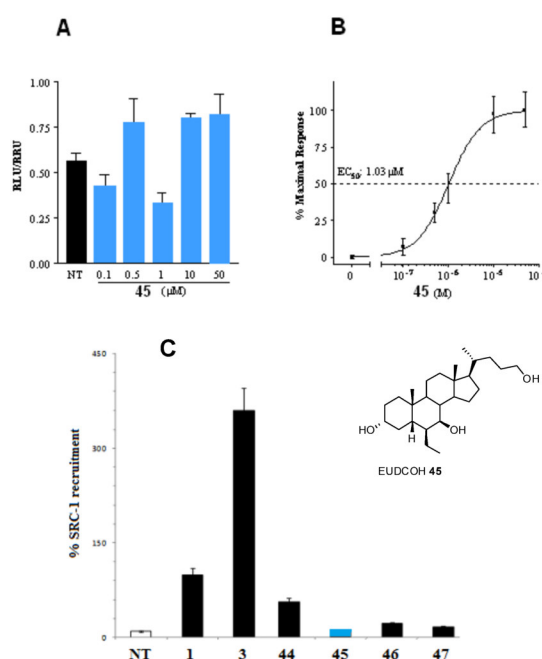 A
RLU/RRU
1.00
0.75
0.50
0.25
0.00
NT 0.1 0.5 1 10 50
45 (μM)
B
% Maximal Response
100
75
50
25
0
EC50: 1.03 μM
0 10-7 10-6 10-5
45 (M)
C
% SRC-1 recruitment
450
300
150
0
NT 1 3 44 45 46 47
OH
HO
H
OH
EUDCOH 45